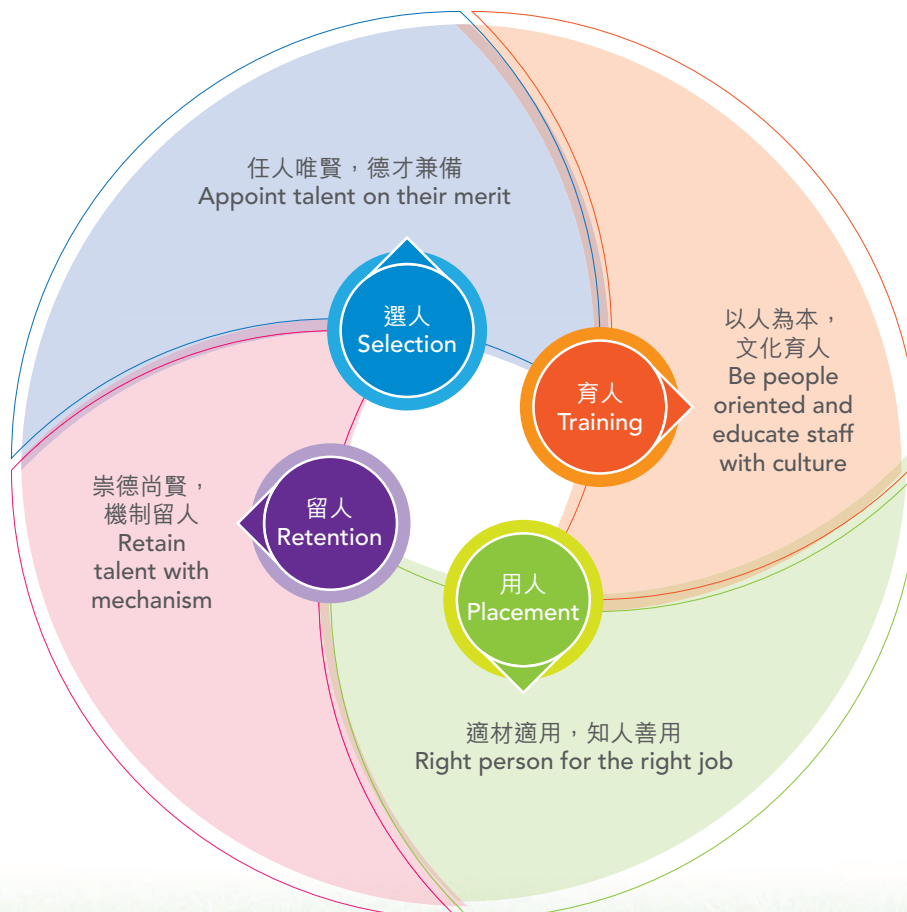 任人唯賢，德才兼備
Appoint talent on their merit
選人
Selection
育人
Training
以人為本，
文化育人
Be people
oriented and
educate staff
with culture
用人
Placement
適材適用，知人善用
Right person for the right job
留人
Retention
崇德尚賢，
機制留人
Retain
talent with
mechanism